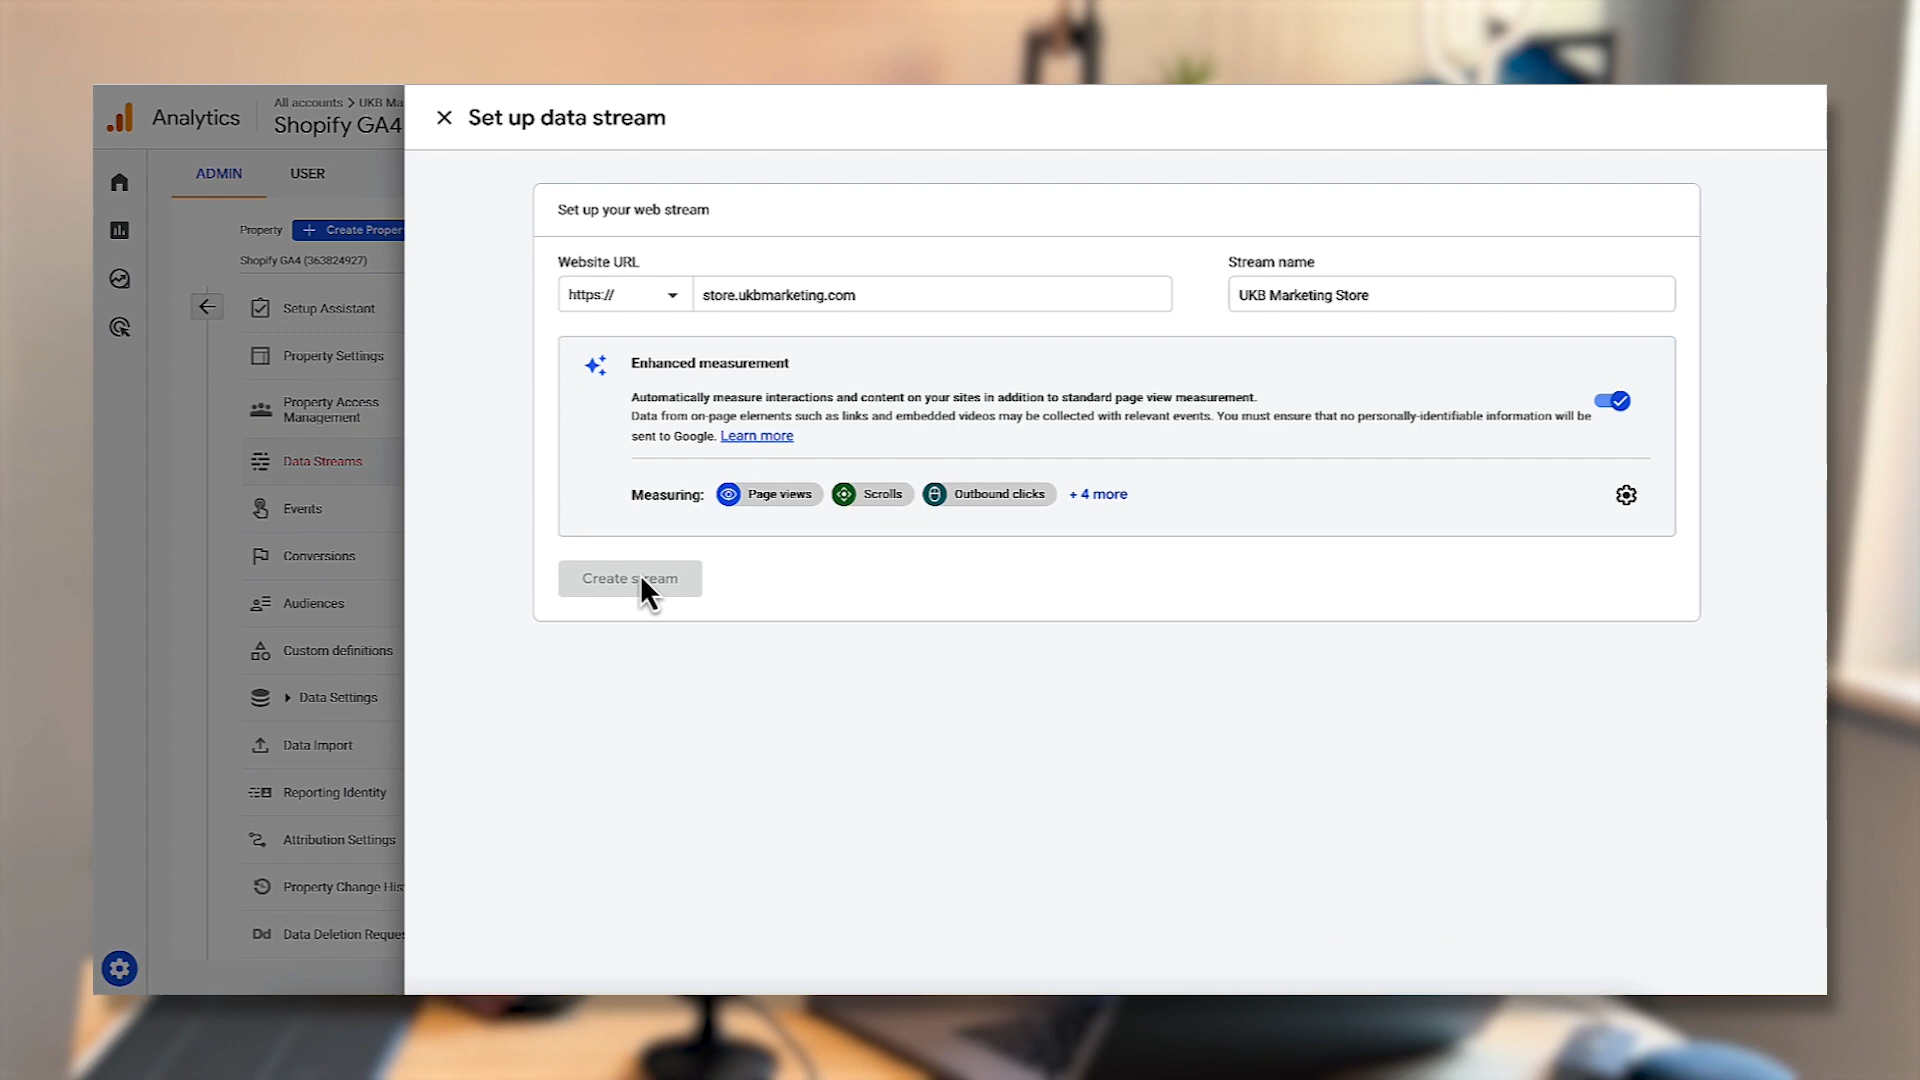 Analytics
All accounts > UKB Ma
Shopify GA4
Set up data stream
ADMIN
USER
Property
Create Proper
Shopify GA4 (363824927)
Setup Assistant
Property Settings
Property Access
Management
Data Streams
Events
Conversions
Audiences
Custom definitions
Data Settings
Data Import
Reporting Identity
Attribution Settings
Property Change His
Dd Data Deletion Reque
Set up your web stream
Website URL
Stream name
https://
store.ukbmarketing.com
UKB Marketing Store
Enhanced measurement
Automatically measure interactions and content on your sites in addition to standard page view measurement.
Data from on-page elements such as links and embedded videos may be collected with relevant events. You must ensure that no personally-identifiable information will be
sent to Google. Learn more
Measuring: Page views Scrolls Outbound clicks + 4 more
Create stream